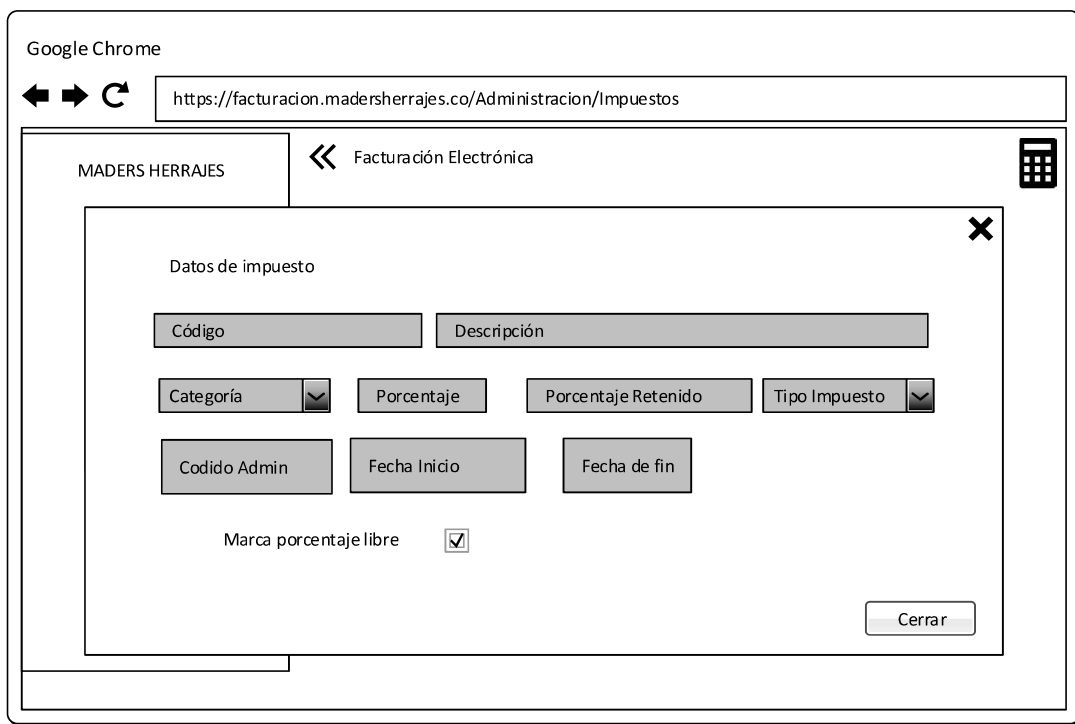 Google Chrome
https://facturacion.madersherrajes.co/Administracion/Impuestos
MADERS HERRAJES
Facturación Electrónica
Datos de impuesto
Código
Descripción
Categoría
Porcentaje
Porcentaje Retenido
Tipo Impuesto
Codido Admin
Fecha Inicio
Fecha de fin
Marca porcentaje libre
Cerrar